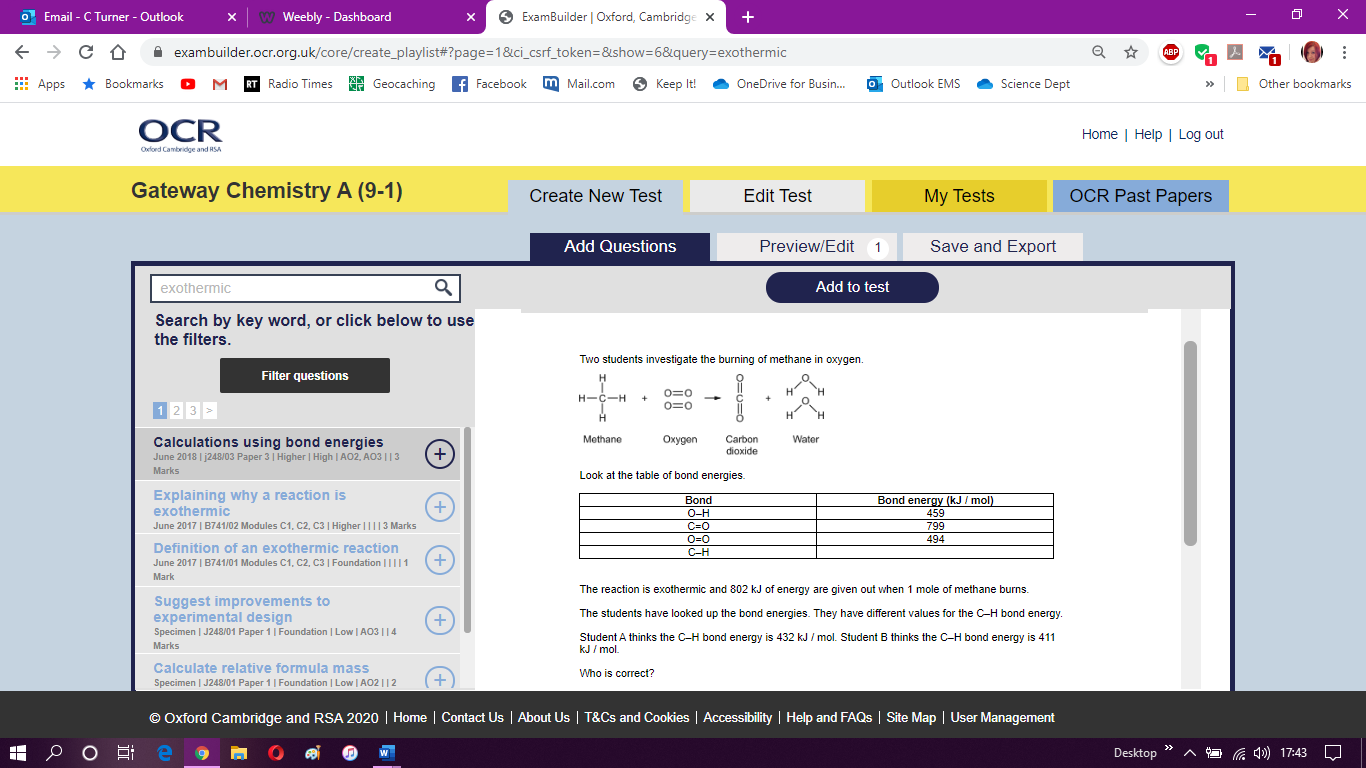 Email - C Turner - Outlook
Weebly - Dashboard
ExamBuilder | Oxford, Cambridge
exambuilder.ocr.org.uk/core/create_playlist#?page=1&ci_csrf_token=&show=6&query=exothermic
ABP
1
1
Apps
Bookmarks
RT Radio Times
Geocaching
Facebook
Mail.com
Keep It!
OneDrive for Busin...
Outlook EMS
Science Dept
»
Other bookmarks
OCR
Oxford Cambridge and RSA
Home | Help | Log out
Gateway Chemistry A (9-1)
Create New Test
Edit Test
My Tests
OCR Past Papers
Add Questions
Preview/Edit 1
Save and Export
exothermic
Add to test
Search by key word, or click below to use
the filters.
Filter questions
1 2 3 >
Calculations using bond energies
June 2018 | j248/03 Paper 3 | Higher | High | AO2, AO3 | | 3
Marks
Explaining why a reaction is
exothermic
June 2017 | B741/02 Modules C1, C2, C3 | Higher | | | | 3 Marks
Definition of an exothermic reaction
June 2017 | B741/01 Modules C1, C2, C3 | Foundation | | | | 1
Mark
Suggest improvements to
experimental design
Specimen | J248/01 Paper 1 | Foundation | Low | AO3 | | 4
Marks
Calculate relative formula mass
Specimen | J248/01 Paper 1 | Foundation | Low | AO2 | | 2
Two students investigate the burning of methane in oxygen.
H O O
H–C–H + O=O → C + H H
H O=O O O
H H
Methane Oxygen Carbon Water
dioxide
Look at the table of bond energies.
Bond Bond energy (kJ / mol)
O–H 459
C=O 799
O=O 494
C–H
The reaction is exothermic and 802 kJ of energy are given out when 1 mole of methane burns.
The students have looked up the bond energies. They have different values for the C–H bond energy.
Student A thinks the C–H bond energy is 432 kJ / mol. Student B thinks the C–H bond energy is 411
kJ / mol.
Who is correct?
© Oxford Cambridge and RSA 2020 | Home | Contact Us | About Us | T&Cs and Cookies | Accessibility | Help and FAQs | Site Map | User Management
Desktop » 17:43